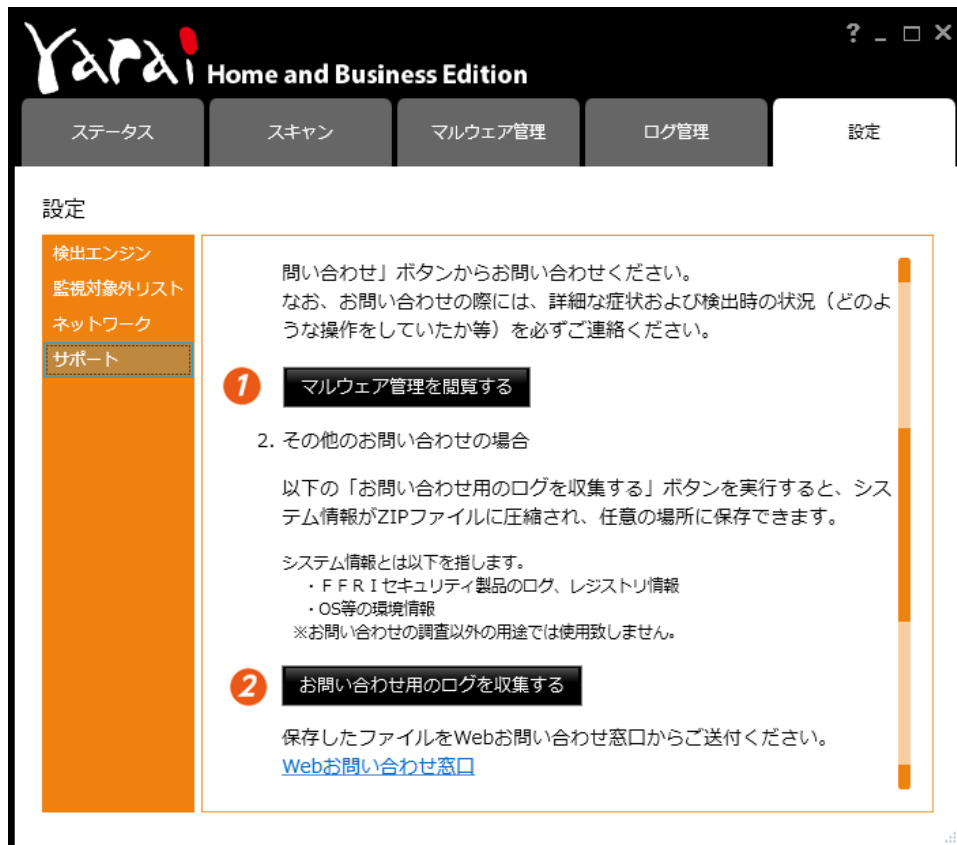 Yarai Home and Business Edition
? _ □ ×
ステータス
スキャン
マルウェア管理
ログ管理
設定
設定
検出エンジン
監視対象外リスト
ネットワーク
サポート
問い合わせ」ボタンからお問い合わせください。
なお、お問い合わせの際には、詳細な症状および検出時の状況（どのよ
うな操作をしていたか等）を必ずご連絡ください。
1 マルウェア管理を閲覧する
2. その他のお問い合わせの場合
以下の「お問い合わせ用のログを収集する」ボタンを実行すると、シス
テム情報がZIPファイルに圧縮され、任意の場所に保存できます。
システム情報とは以下を指します。
・ＦＦＲＩセキュリティ製品のログ、レジストリ情報
・OS等の環境情報
※お問い合わせの調査以外の用途では使用致しません。
2 お問い合わせ用のログを収集する
保存したファイルをWebお問い合わせ窓口からご送付ください。
Webお問い合わせ窓口